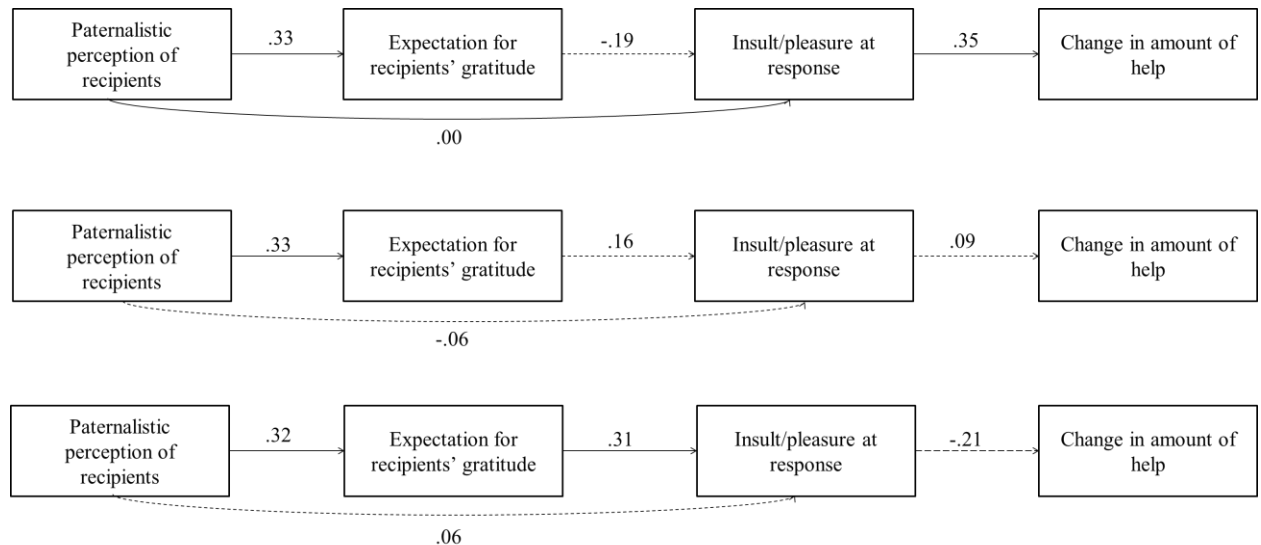 Paternalistic
perception of
recipients
.33
Expectation for
recipients’ gratitude
-.19
Insult/pleasure at
response
.35
Change in amount of
help
.00
Paternalistic
perception of
recipients
.33
Expectation for
recipients’ gratitude
.16
Insult/pleasure at
response
.09
Change in amount of
help
-.06
Paternalistic
perception of
recipients
.32
Expectation for
recipients’ gratitude
.31
Insult/pleasure at
response
-.21
Change in amount of
help
.06